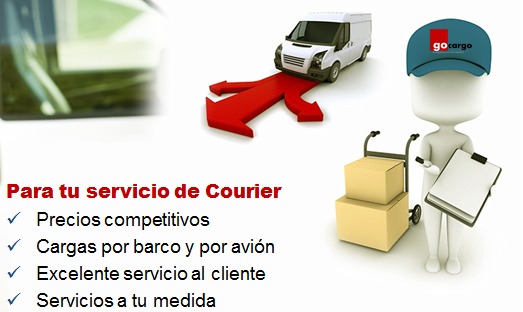 gocargo
Para tu servicio de Courier
Precios competitivos
Cargas por barco y por avión
Excelente servicio al cliente
Servicios a tu medida